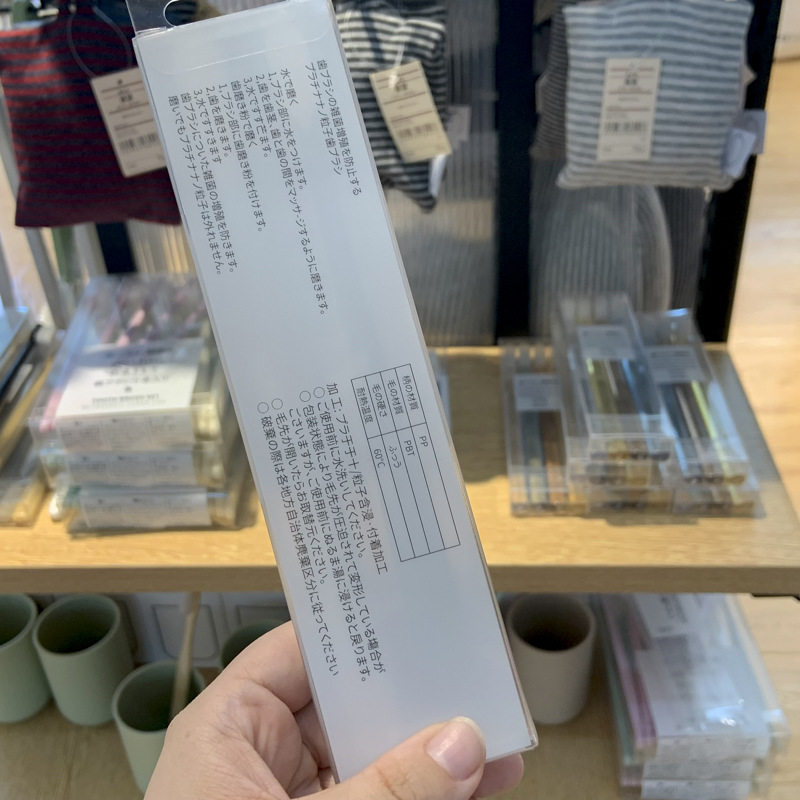 歯ブラシの雑菌増殖を防止する
プラチナナノ粒子歯ブラシ
水で磨く
1,ブラシ部に水をつけます。
2,歯を歯茎、歯と歯の間をマッサ-ジするように磨きます。
3,水ですすぎます。
歯磨き粉で磨く
1,ブラシ部に歯磨き粉を付けます。
2,歯を磨きます。
3,水ですすぎます
歯ブラシについた雑菌の増殖を防ぎます。
磨いてもプラチナナノ粒子は外れません。
柄の材質 PP
毛の材質 PBT
毛の硬さ ふつう
耐熱温度 60℃
加工: プラチチナノ粒子含浸・付着加工
○ ご使用前に水洗いしてください。
○ 包装状態により毛先が圧迫されて変形している場合が
ございますが、ご使用前にぬるま湯に浸けると戻ります。
○ 毛先が開いたらお取替元ください。
○ 破棄の際は各地方自治体廃棄区分に従ってください